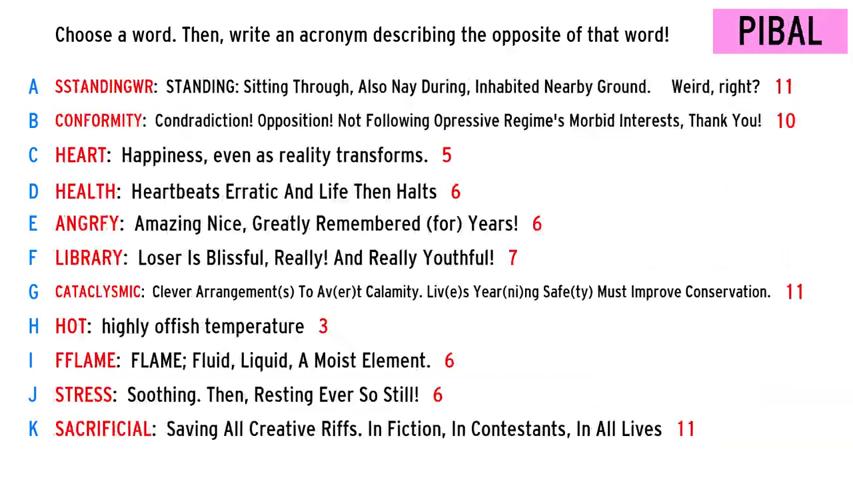 Choose a word. Then, write an acronym describing the opposite of that word!
PIBAL
A SSTANDINGWR: STANDING: Sitting Through, Also Nay During, Inhabited Nearby Ground. Weird, right? 11
B CONFORMITY: Condradiction! Opposition! Not Following Opressive Regime's Morbid Interests, Thank You! 10
C HEART: Happiness, even as reality transforms. 5
D HEALTH: Heartbeats Erratic And Life Then Halts 6
E ANGRFY: Amazing Nice, Greatly Remembered (for) Years! 6
F LIBRARY: Loser Is Blissful, Really! And Really Youthful! 7
G CATACLYSMIC: Clever Arrangement(s) To Av(er)t Calamity. Liv(e)s Year(ni)ng Safe(ty) Must Improve Conservation. 11
H HOT: highly offish temperature 3
I FFLAME: FLAME; Fluid, Liquid, A Moist Element. 6
J STRESS: Soothing. Then, Resting Ever So Still! 6
K SACRIFICIAL: Saving All Creative Riffs. In Fiction, In Contestants, In All Lives 11